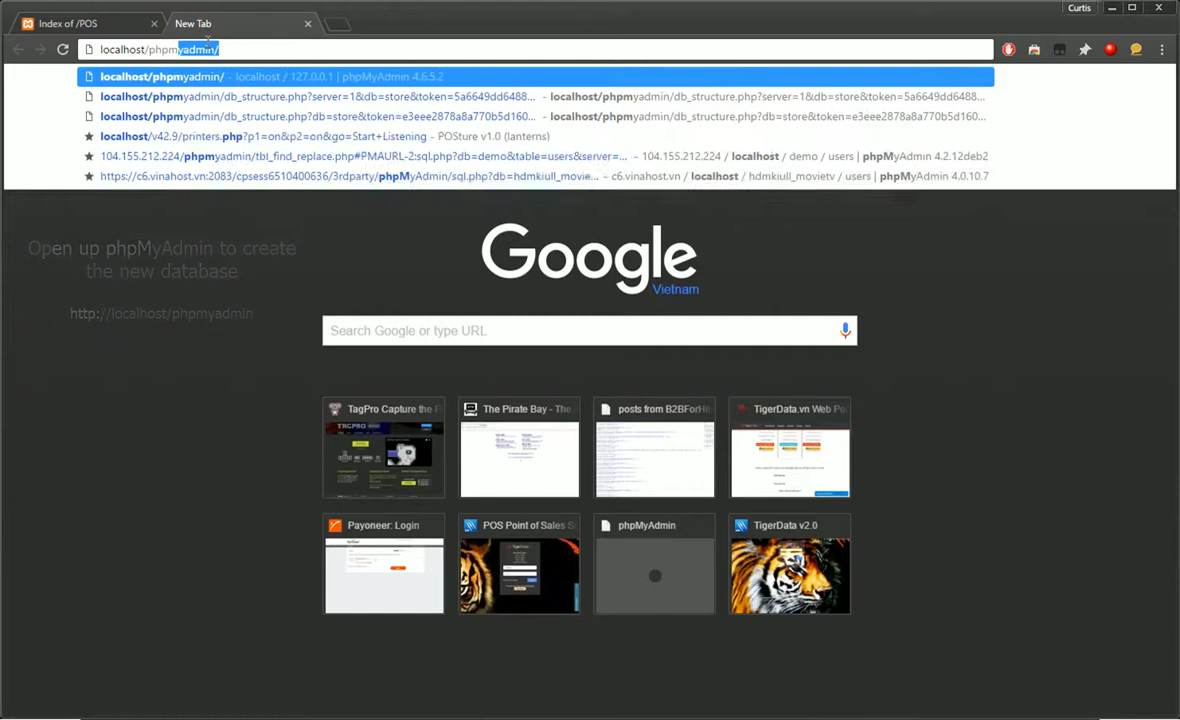 Index of /POS
New Tab
Curtis
localhost/phpmyadmin/
localhost/phpmyadmin/ - localhost / 127.0.0.1 | phpMyAdmin 4.6.5.2
localhost/phpmyadmin/db_structure.php?server=1&db=store&token=5a6649dd6488... - localhost/phpmyadmin/db_structure.php?server=1&db=store&token=5a6649dd6488...
localhost/phpmyadmin/db_structure.php?db=store&token=e3eee2878a8a770b5d160... - localhost/phpmyadmin/db_structure.php?db=store&token=e3eee2878a8a770b5d160...
localhost/v42.9/printers.php?p1=on&p2=on&go=Start+Listening - POSture v1.0 (lanterns)
104.155.212.224/phpmyadmin/tbl_find_replace.php#PMAURL-2:sql.php?db=demo&table=users&server=... - 104.155.212.224 / localhost / demo / users | phpMyAdmin 4.2.12deb2
https://c6.vinahost.vn:2083/cpsess6510400636/3rdparty/phpMyAdmin/sql.php?db=hdmkiull_movie... - c6.vinahost.vn / localhost / hdmkiull_movietv / users | phpMyAdmin 4.0.10.7
Open up phpMyAdmin to create
the new database
http://localhost/phpmyadmin
Google
Vietnam
Search Google or type URL
TagPro Capture the F
The Pirate Bay - The
posts from B2BForHi
TigerData.vn Web Po
Payoneer: Login
POS Point of Sales S
phpMyAdmin
TigerData v2.0